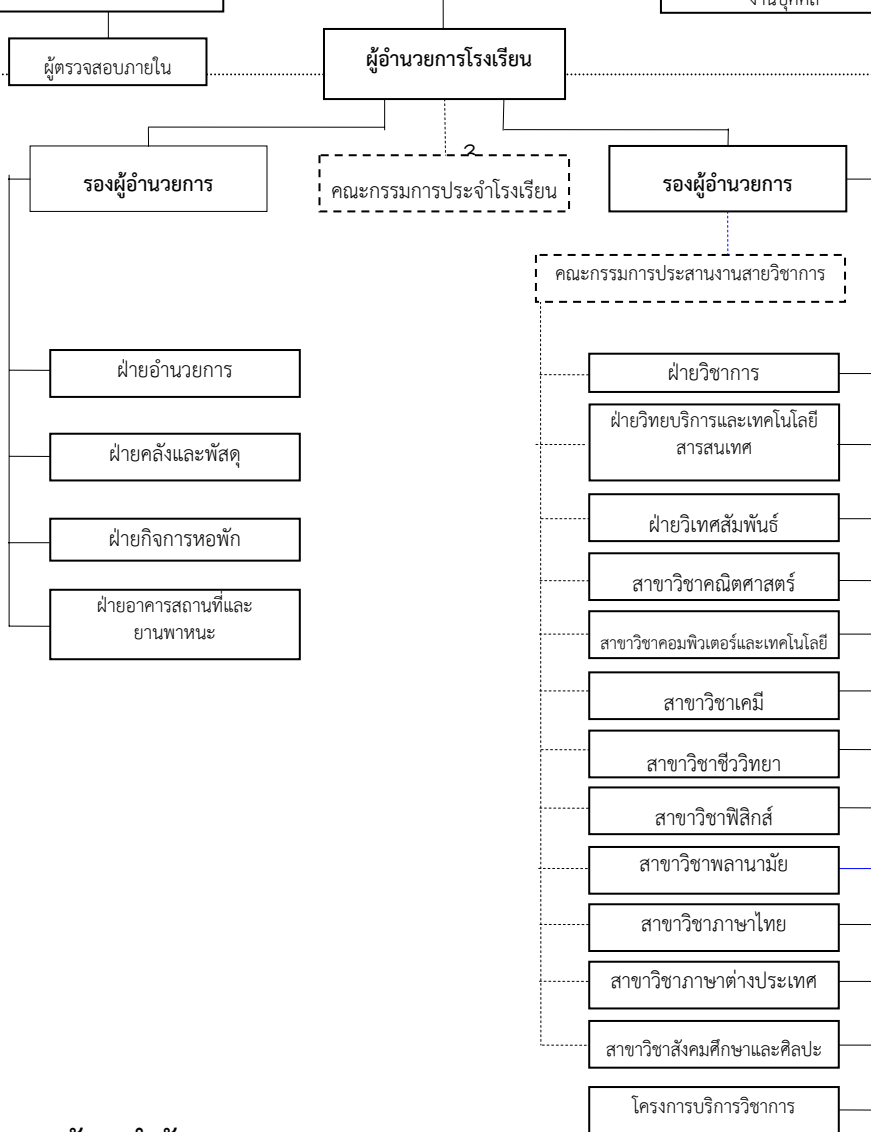 งานบุคคล
ผู้ตรวจสอบภายใน
ผู้อำนวยการโรงเรียน
รองผู้อำนวยการ
คณะกรรมการประจำโรงเรียน
รองผู้อำนวยการ
คณะกรรมการประสานงานสายวิชาการ
ฝ่ายอำนวยการ
ฝ่ายคลังและพัสดุ
ฝ่ายกิจการหอพัก
ฝ่ายอาคารสถานที่และ
ยานพาหนะ
ฝ่ายวิชาการ
ฝ่ายวิทยบริการและเทคโนโลยี
สารสนเทศ
ฝ่ายวิเทศสัมพันธ์
สาขาวิชาคณิตศาสตร์
สาขาวิชาคอมพิวเตอร์และเทคโนโลยี
สาขาวิชาเคมี
สาขาวิชาชีววิทยา
สาขาวิชาฟิสิกส์
สาขาวิชาพลานามัย
สาขาวิชาภาษาไทย
สาขาวิชาภาษาต่างประเทศ
สาขาวิชาสังคมศึกษาและศิลปะ
โครงการบริการวิชาการ